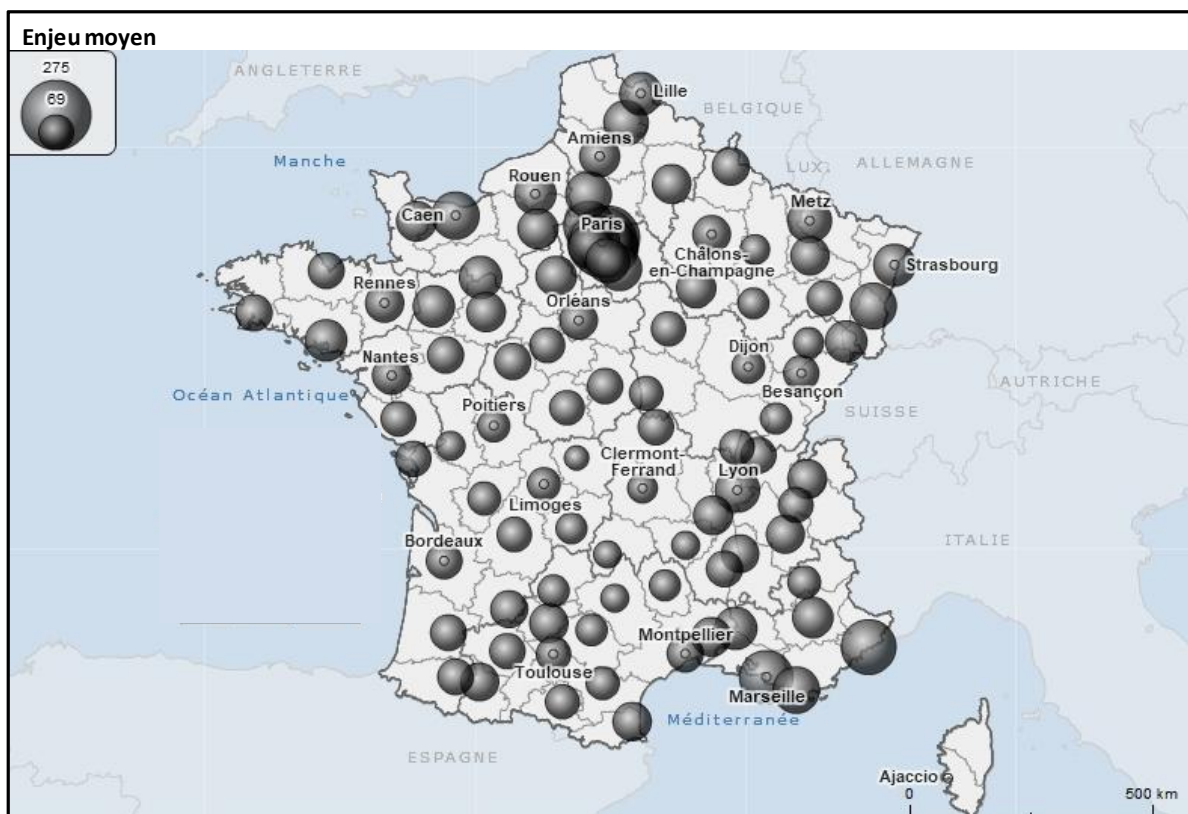 Enjeu moyen
275
69
ANGLETERRE
Lille
BELGIQUE
Amiens
Manche
LUX.
ALLEMAGNE
Rouen
Metz
Caen
Paris
Châlons-
en-Champagne
Strasbourg
Rennes
Orléans
Dijon
Nantes
Besançon
AUTRICHE
Océan Atlantique
Poitiers
SUISSE
Clermont-
Ferrand
Lyon
Limoges
Bordeaux
ITALIE
Montpellier
Toulouse
Marseille
Méditerranée
ESPAGNE
Ajaccio
0
500 km